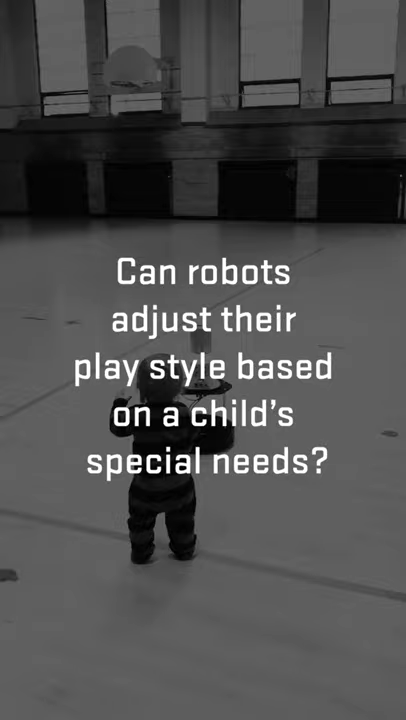 Can robots
adjust their
play style based
on a child’s
special needs?